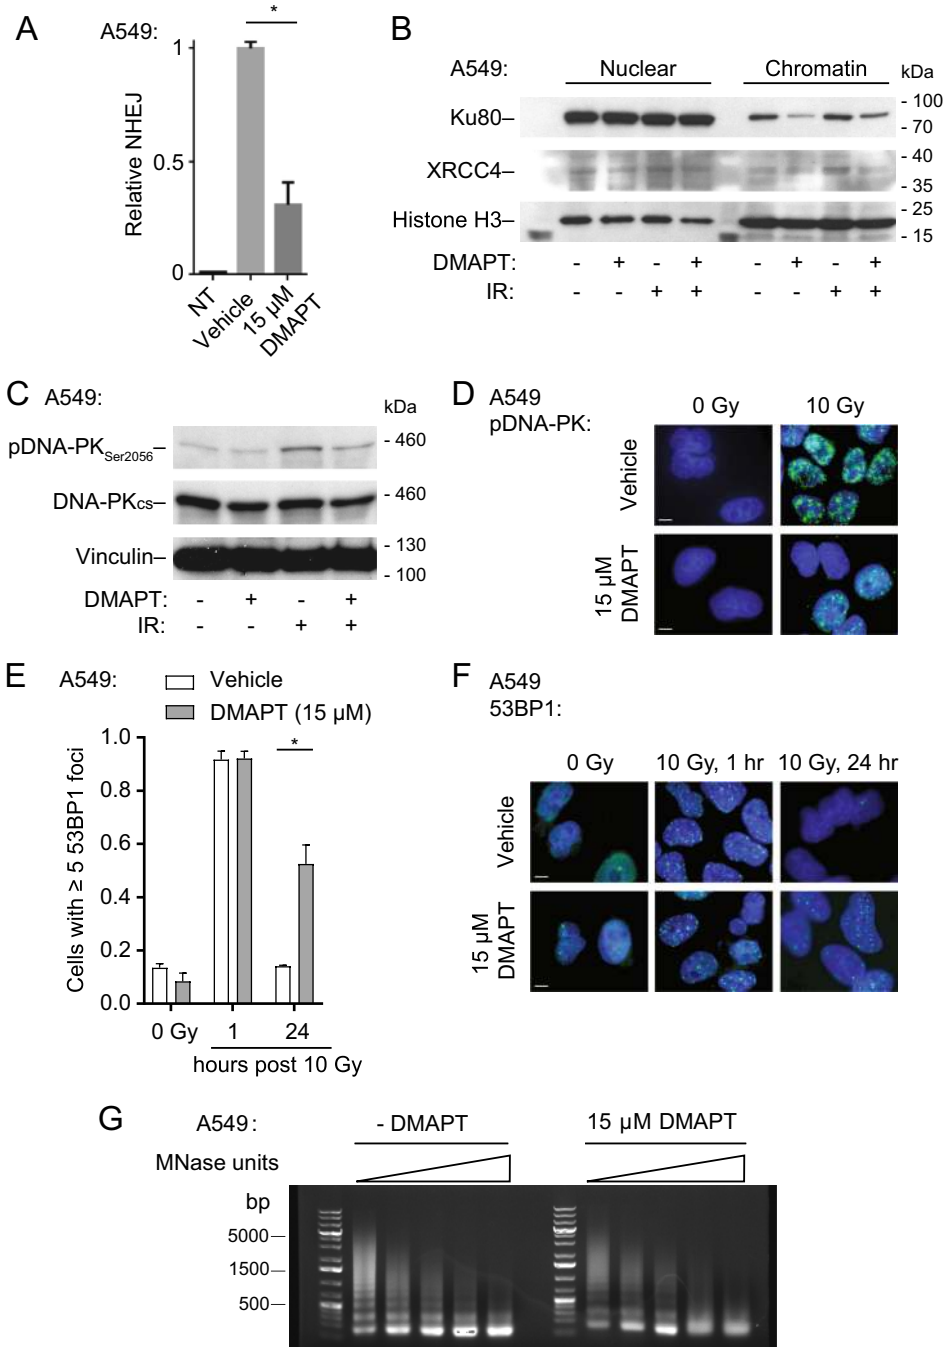 A
A549:
*
Relative NHEJ
1
0.5
0
NT
Vehicle
15 µM
DMAPT
B
A549:
Nuclear
Chromatin
kDa
Ku80–
- 100
- 70
XRCC4–
- 40
- 35
Histone H3–
- 25
- 15
DMAPT: - + - + - + - +
IR: - - + + - - + +
C
A549:
kDa
pDNA-PKSer2056–
- 460
DNA-PKcs–
- 460
Vinculin–
- 130
- 100
DMAPT: - + - +
IR: - - + +
D
A549
pDNA-PK:
0 Gy
10 Gy
Vehicle
15 µM
DMAPT
E
A549:
Vehicle
DMAPT (15 µM)
*
Cells with ≥ 5 53BP1 foci
1.0
0.8
0.6
0.4
0.2
0.0
0 Gy 1 24
hours post 10 Gy
F
A549
53BP1:
0 Gy
10 Gy, 1 hr
10 Gy, 24 hr
Vehicle
15 µM
DMAPT
G
A549:
- DMAPT
15 µM DMAPT
MNase units
bp
5000–
1500–
500–